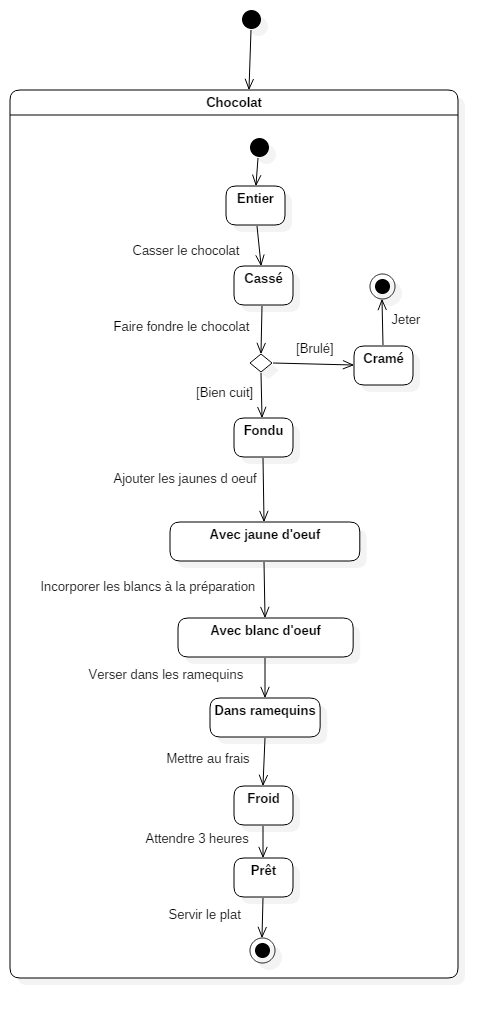 Chocolat
Entier
Casser le chocolat
Cassé
Faire fondre le chocolat
Jeter
[Brulé]
Cramé
[Bien cuit]
Fondu
Ajouter les jaunes d oeuf
Avec jaune d'oeuf
Incorporer les blancs à la préparation
Avec blanc d'oeuf
Verser dans les ramequins
Dans ramequins
Mettre au frais
Froid
Attendre 3 heures
Prêt
Servir le plat